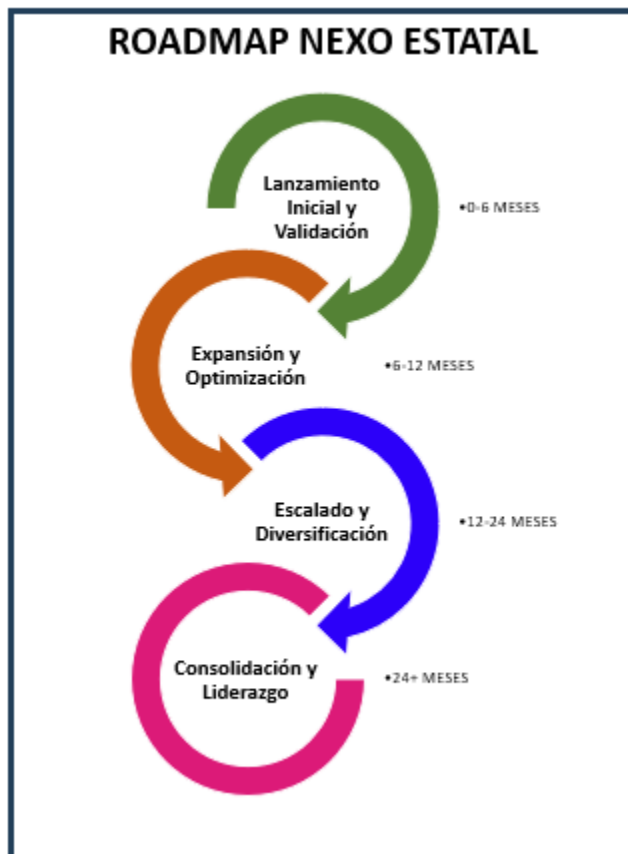 ROADMAP NEXO ESTATAL
Lanzamiento
Inicial y
Validación
•0-6 MESES
Expansión y
Optimización
•6-12 MESES
Escalado y
Diversificación
•12-24 MESES
Consolidación y
Liderazgo
•24+ MESES